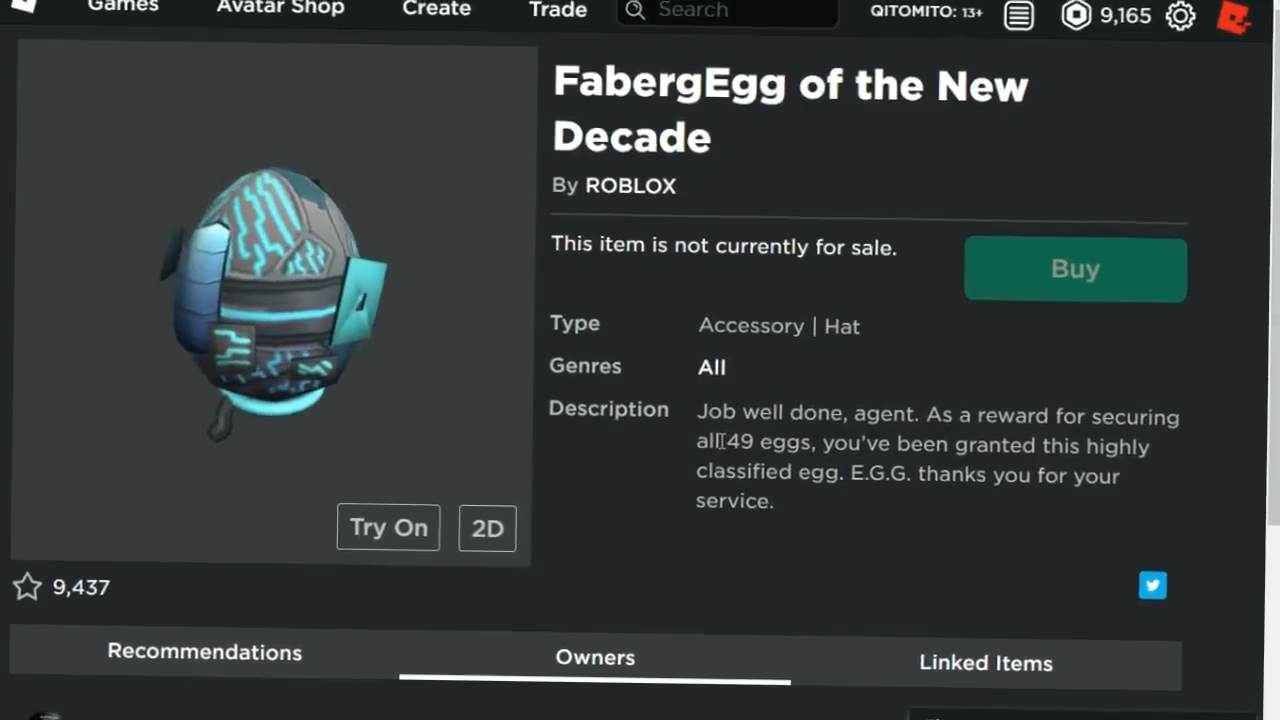 Games Avatar Shop Create Trade Search QITOMITO: 13+ 9,165
FabergEgg of the New
Decade
By ROBLOX
This item is not currently for sale.
Buy
Type Accessory | Hat
Genres All
Description Job well done, agent. As a reward for securing
all 49 eggs, you've been granted this highly
classified egg. E.G.G. thanks you for your
service.
Try On 2D
9,437
Recommendations Owners Linked Items